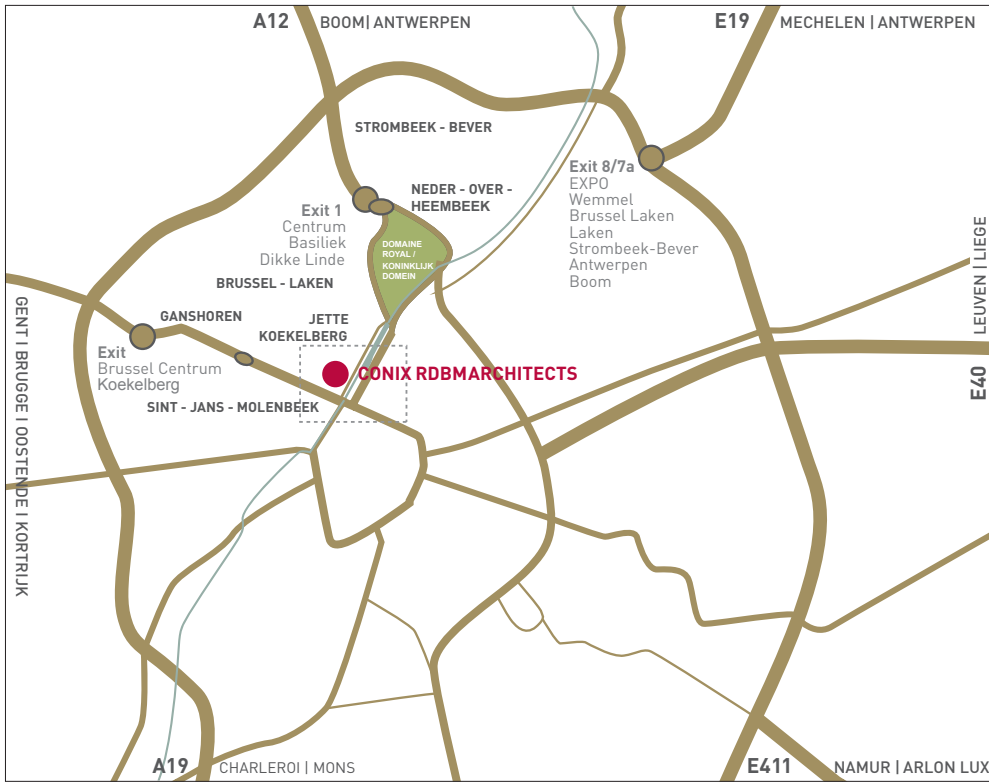 A12 BOOM| ANTWERPEN
E19 MECHELEN | ANTWERPEN
STROMBEEK - BEVER
Exit 8/7a
EXPO
Wemmel
Brussel Laken
Laken
Strombeek-Bever
Antwerpen
Boom
NEDER - OVER -
HEEMBEEK
Exit 1
Centrum
Basiliek
Dikke Linde
DOMAINE
ROYAL /
KONINKLIJK
DOMEIN
BRUSSEL - LAKEN
GANSHOREN
JETTE
KOEKELBERG
Exit
Brussel Centrum
Koekelberg
CONIX RDBMARCHITECTS
SINT - JANS - MOLENBEEK
GENT I BRUGGE I OOSTENDE I KORTRIJK
E40 LEUVEN | LIEGE
A19 CHARLEROI | MONS
E411 NAMUR | ARLON LUX